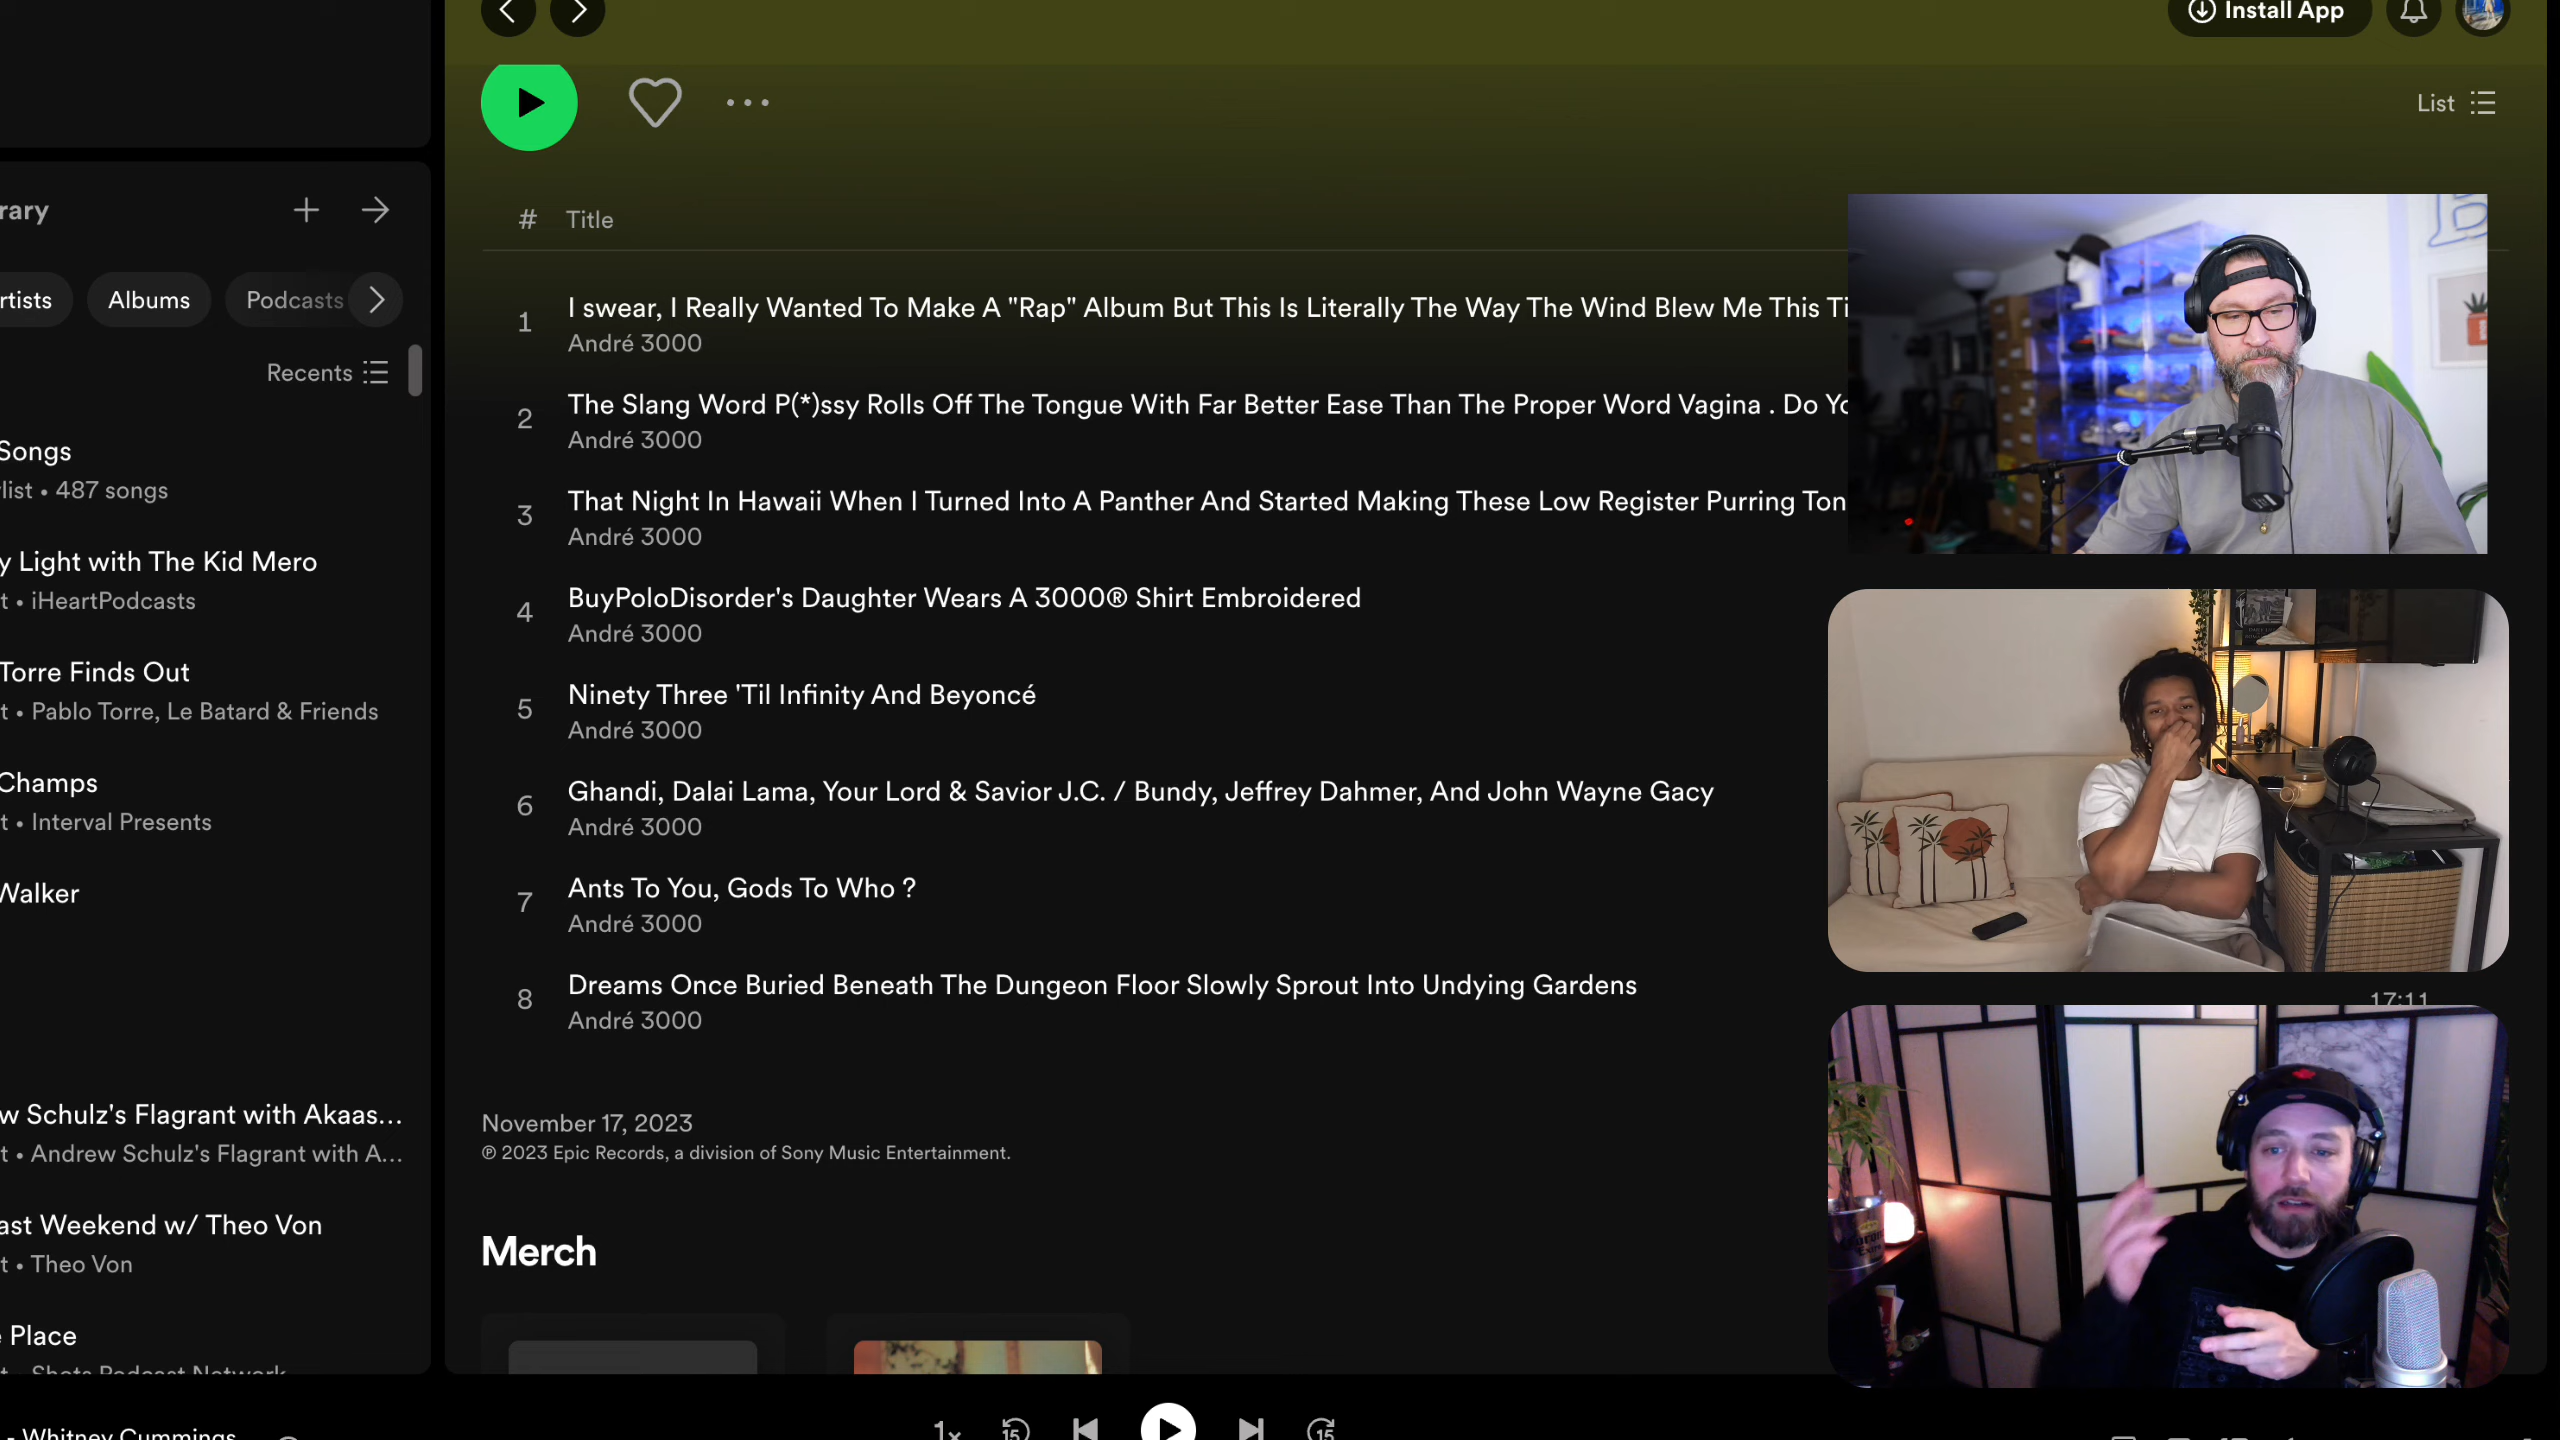 Install App
List
rary
# Title
rtists
Albums
Podcasts
Recents
Songs
list • 487 songs
y Light with The Kid Mero
t • iHeartPodcasts
Torre Finds Out
t • Pablo Torre, Le Batard & Friends
Champs
t • Interval Presents
Walker
w Schulz's Flagrant with Akaas...
t • Andrew Schulz's Flagrant with A...
ast Weekend w/ Theo Von
t • Theo Von
e Place
t • Shots Podcast Network
- Whitney Cummings
1 I swear, I Really Wanted To Make A "Rap" Album But This Is Literally The Way The Wind Blew Me This Ti
André 3000
2 The Slang Word P(*)ssy Rolls Off The Tongue With Far Better Ease Than The Proper Word Vagina . Do Yo
André 3000
3 That Night In Hawaii When I Turned Into A Panther And Started Making These Low Register Purring Ton
André 3000
4 BuyPoloDisorder's Daughter Wears A 3000® Shirt Embroidered
André 3000
5 Ninety Three 'Til Infinity And Beyoncé
André 3000
6 Ghandi, Dalai Lama, Your Lord & Savior J.C. / Bundy, Jeffrey Dahmer, And John Wayne Gacy
André 3000
7 Ants To You, Gods To Who ?
André 3000
8 Dreams Once Buried Beneath The Dungeon Floor Slowly Sprout Into Undying Gardens
André 3000
17:11
November 17, 2023
℗ 2023 Epic Records, a division of Sony Music Entertainment.
Merch
1x
15
15